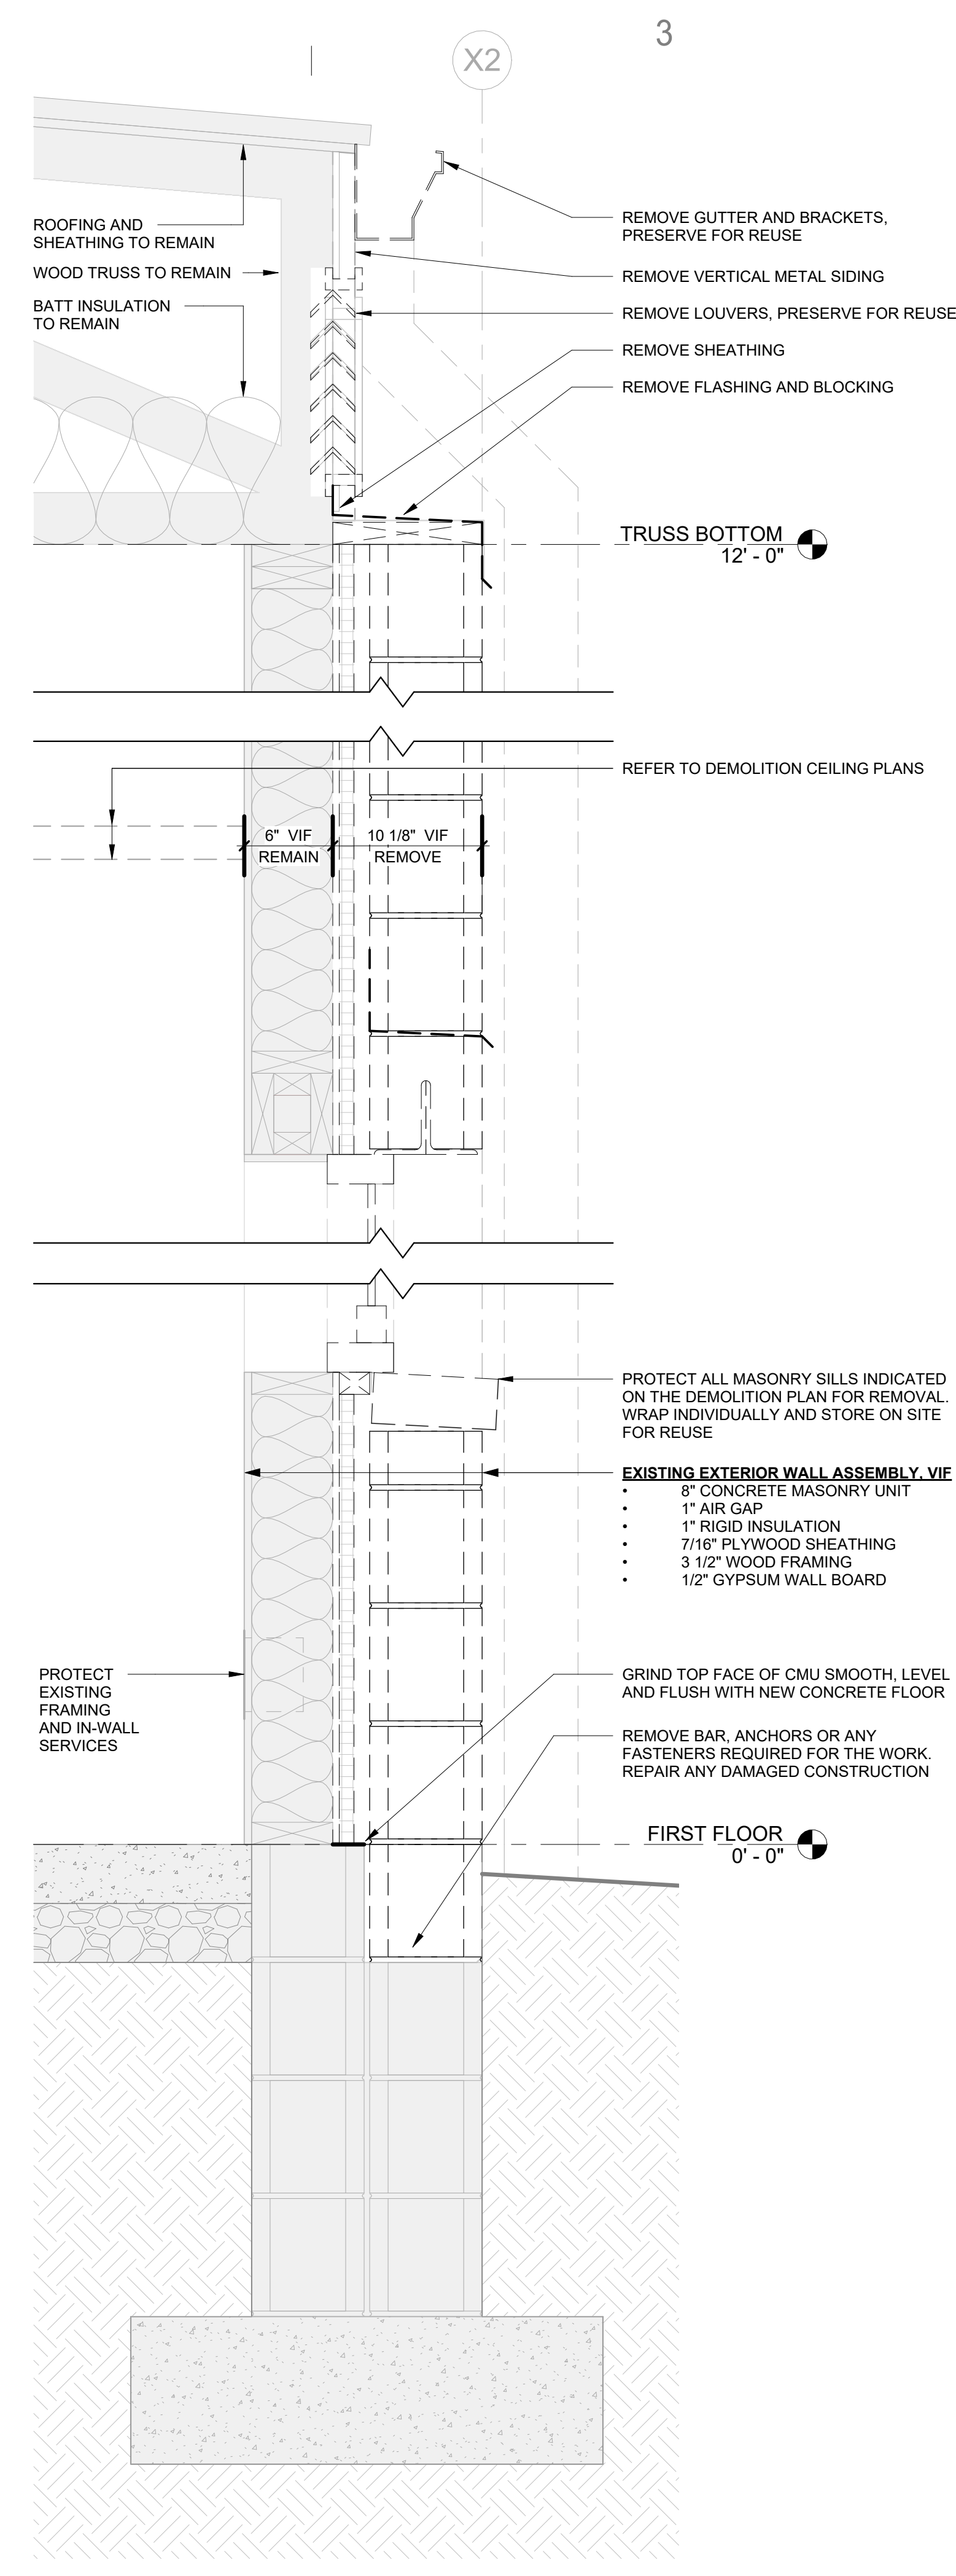 3
X2
ROOFING AND
SHEATHING TO REMAIN
WOOD TRUSS TO REMAIN
BATT INSULATION
TO REMAIN
REMOVE GUTTER AND BRACKETS,
PRESERVE FOR REUSE
REMOVE VERTICAL METAL SIDING
REMOVE LOUVERS, PRESERVE FOR REUSE
REMOVE SHEATHING
REMOVE FLASHING AND BLOCKING
TRUSS BOTTOM
12' - 0"
REFER TO DEMOLITION CEILING PLANS
6" VIF
REMAIN
10 1/8" VIF
REMOVE
PROTECT ALL MASONRY SILLS INDICATED
ON THE DEMOLITION PLAN FOR REMOVAL.
WRAP INDIVIDUALLY AND STORE ON SITE
FOR REUSE
EXISTING EXTERIOR WALL ASSEMBLY, VIF
• 8" CONCRETE MASONRY UNIT
• 1" AIR GAP
• 1" RIGID INSULATION
• 7/16" PLYWOOD SHEATHING
• 3 1/2" WOOD FRAMING
• 1/2" GYPSUM WALL BOARD
PROTECT
EXISTING
FRAMING
AND IN-WALL
SERVICES
GRIND TOP FACE OF CMU SMOOTH, LEVEL
AND FLUSH WITH NEW CONCRETE FLOOR
REMOVE BAR, ANCHORS OR ANY
FASTENERS REQUIRED FOR THE WORK.
REPAIR ANY DAMAGED CONSTRUCTION
FIRST FLOOR
0' - 0"